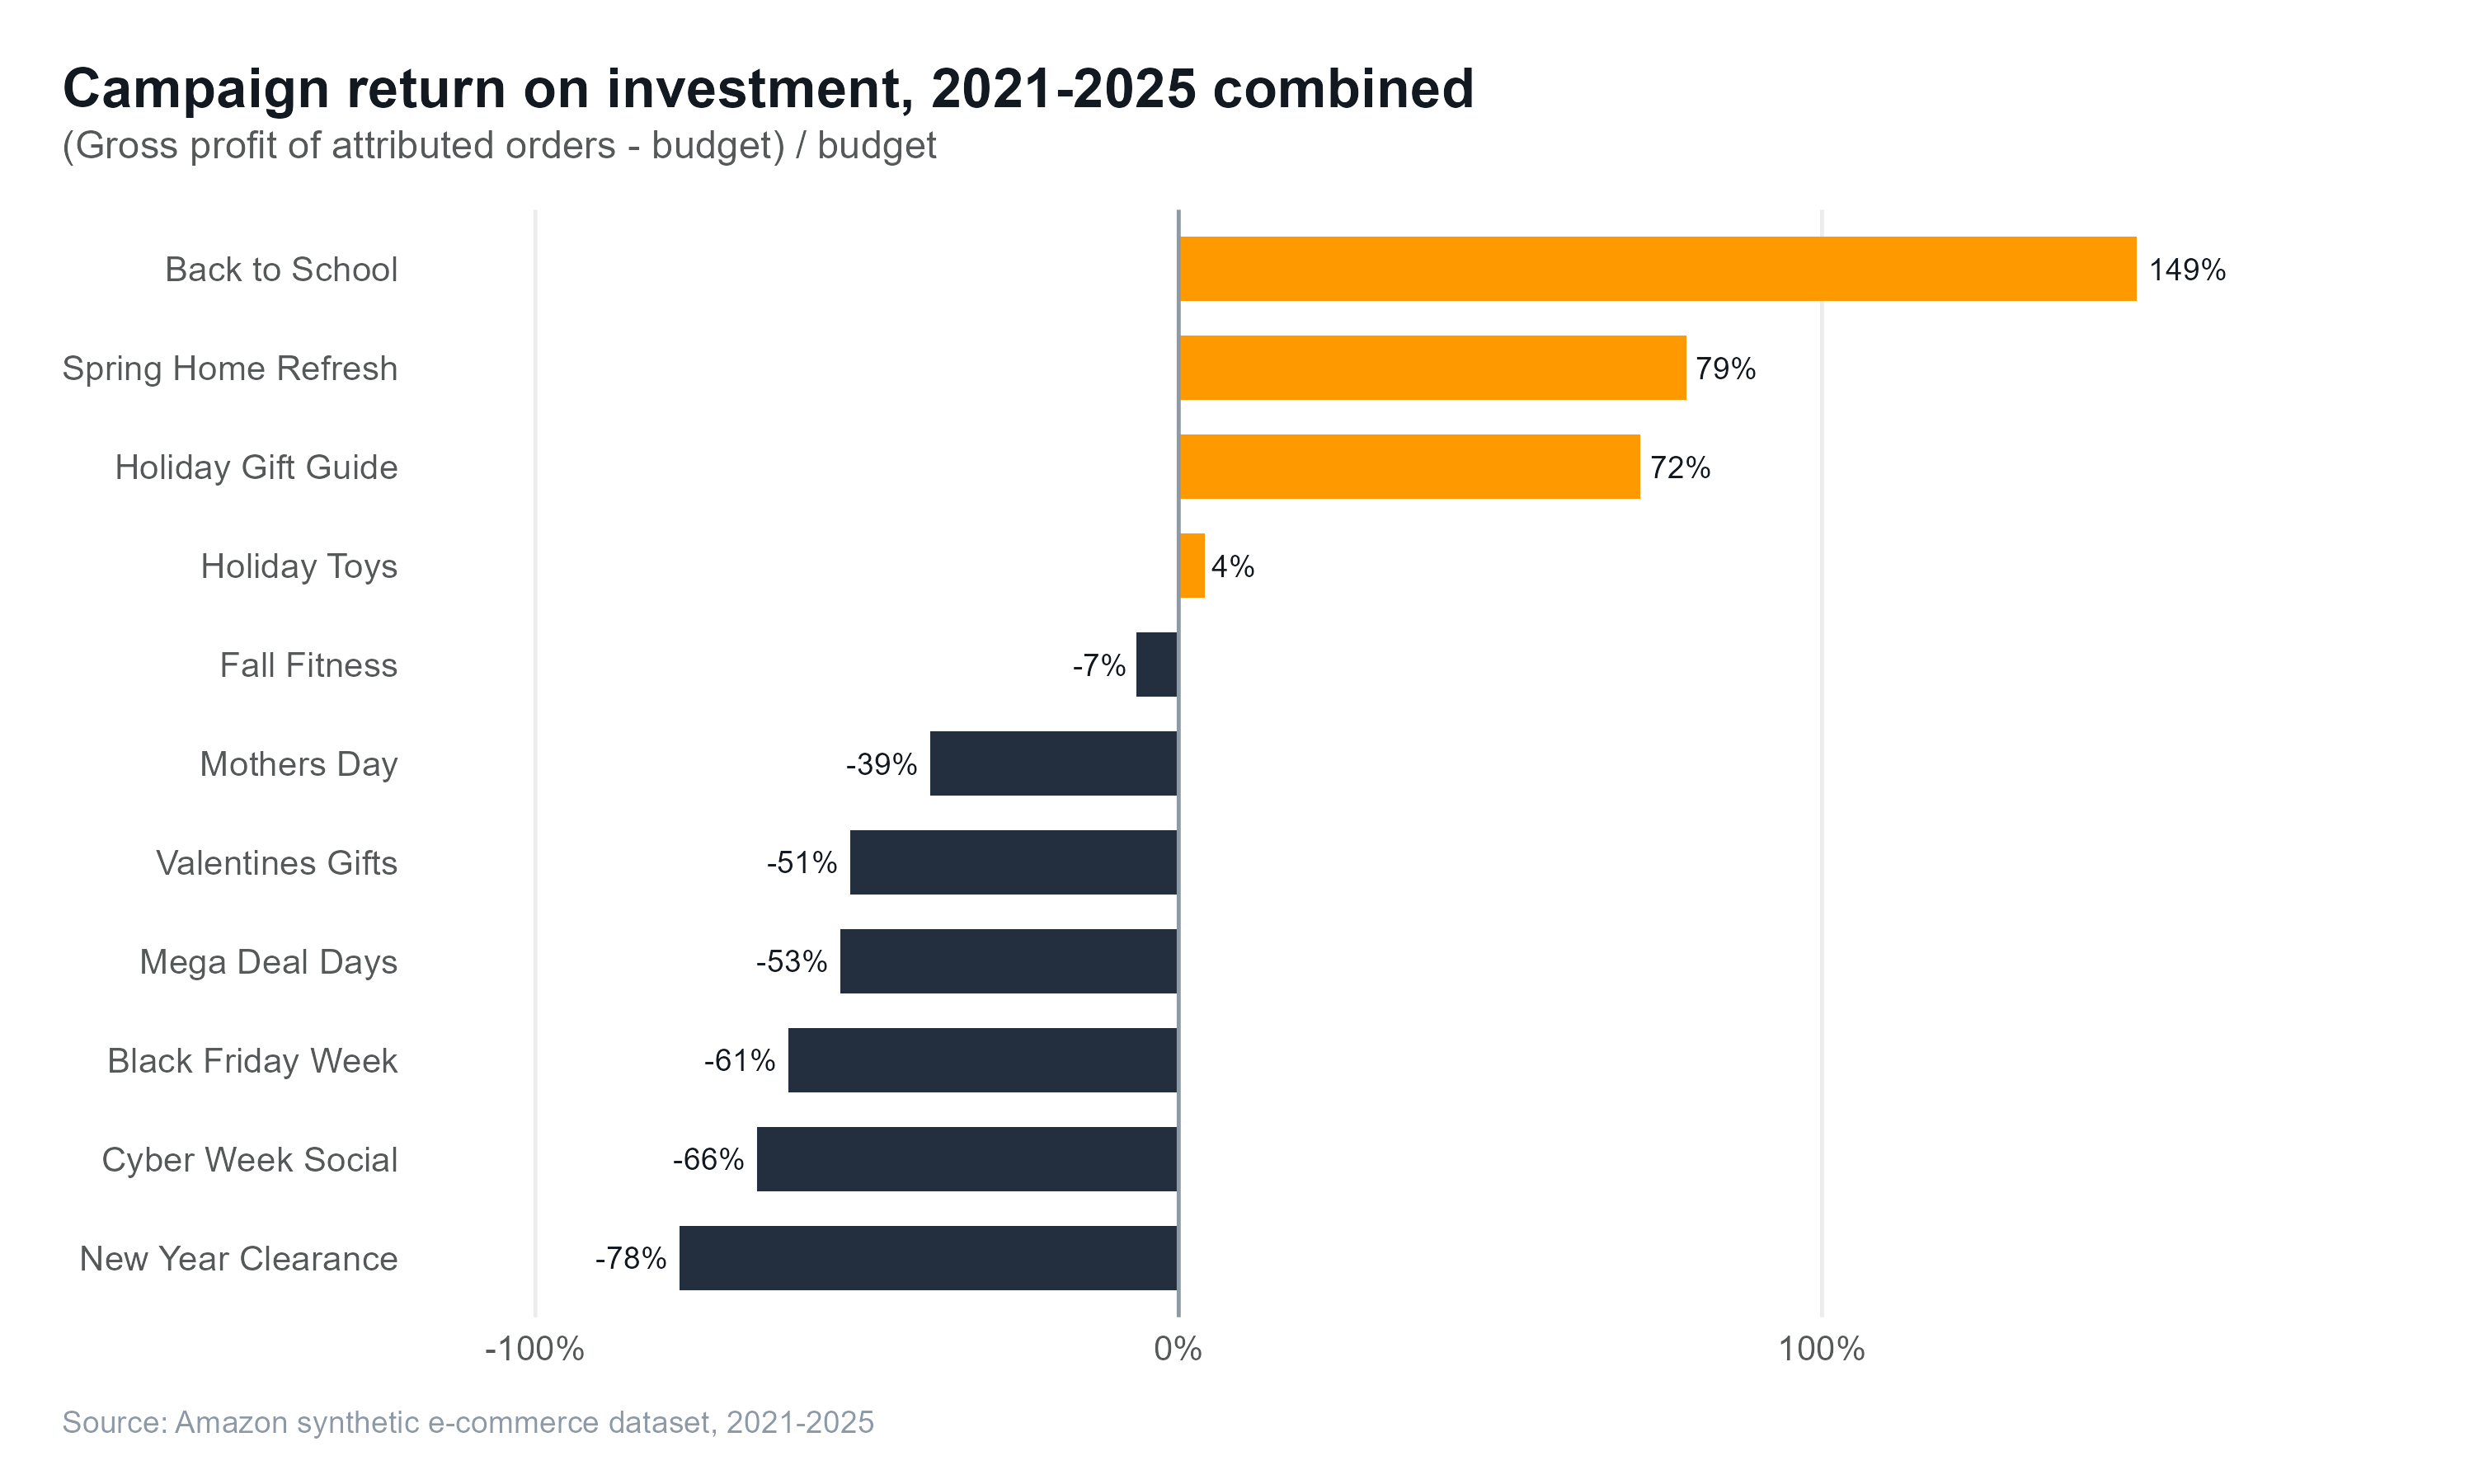 Campaign return on investment, 2021-2025 combined
(Gross profit of attributed orders - budget) / budget
Back to School 149%
Spring Home Refresh 79%
Holiday Gift Guide 72%
Holiday Toys 4%
Fall Fitness -7%
Mothers Day -39%
Valentines Gifts -51%
Mega Deal Days -53%
Black Friday Week -61%
Cyber Week Social -66%
New Year Clearance -78%
-100% 0% 100%
Source: Amazon synthetic e-commerce dataset, 2021-2025